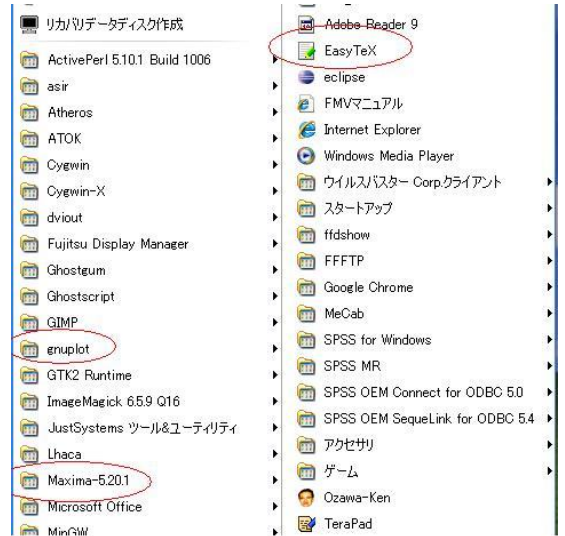 リカバリデータディスク作成
ActivePerl 5.10.1 Build 1006
asir
Atheros
ATOK
Cygwin
Cygwin-X
dviout
Fujitsu Display Manager
Ghostgum
Ghostscript
GIMP
gnuplot
GTK2 Runtime
ImageMagick 6.5.9 Q16
JustSystems ツール&ユーティリティ
Lhaca
Maxima-5.20.1
Microsoft Office
MinGW
Adobe Reader 9
EasyTeX
eclipse
FMVマニュアル
Internet Explorer
Windows Media Player
ウイルスバスター Corp.クライアント
スタートアップ
ffdshow
FFFTP
Google Chrome
MeCab
SPSS for Windows
SPSS MR
SPSS OEM Connect for ODBC 5.0
SPSS OEM SequeLink for ODBC 5.4
アクセサリ
ゲーム
Ozawa-Ken
TeraPad